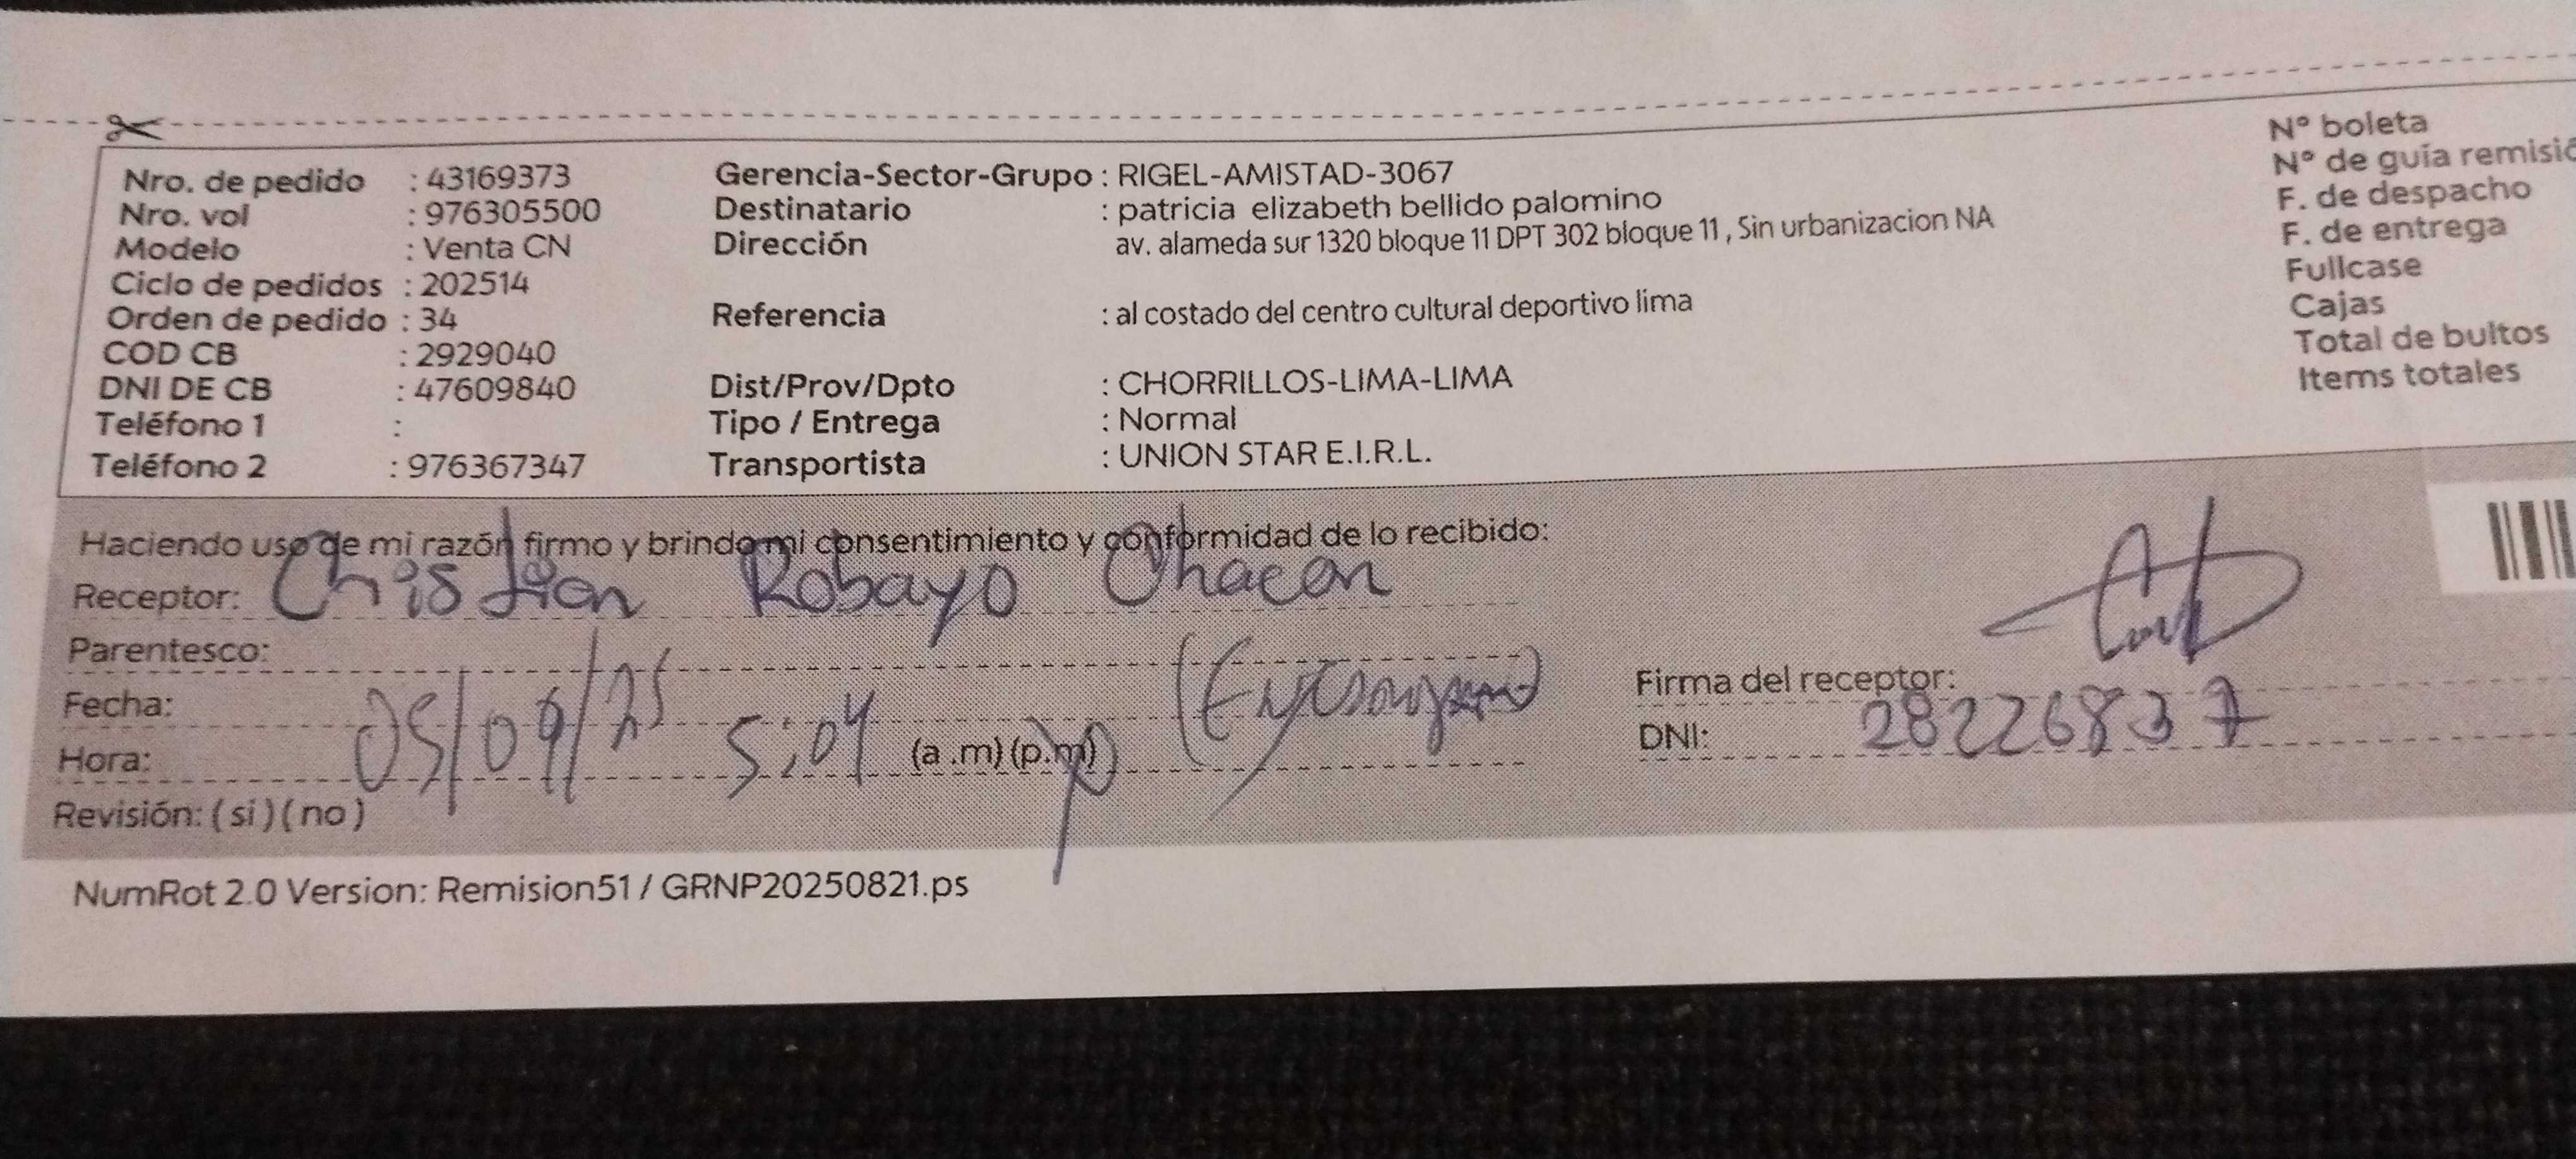 Nro. de pedido : 43169373
Nro. vol : 976305500
Modelo : Venta CN
Ciclo de pedidos : 202514
Orden de pedido : 34
COD CB : 2929040
DNI DE CB : 47609840
Teléfono 1 :
Teléfono 2 : 976367347
Gerencia-Sector-Grupo : RIGEL-AMISTAD-3067
Destinatario : patricia elizabeth bellido palomino
Dirección av. alameda sur 1320 bloque 11 DPT 302 bloque 11 , Sin urbanizacion NA
Referencia : al costado del centro cultural deportivo lima
Dist/Prov/Dpto : CHORRILLOS-LIMA-LIMA
Tipo / Entrega : Normal
Transportista : UNION STAR E.I.R.L.
N° boleta
N° de guía remisió
F. de despacho
F. de entrega
Fullcase
Cajas
Total de bultos
Items totales
Haciendo uso de mi razón firmo y brindo mi consentimiento y conformidad de lo recibido:
Receptor: Chistian Robayo Chacon
Parentesco:
Fecha: 05/09/25
Hora: 5:04 (a .m) (p.m)
Revisión: ( si ) ( no )
Firma del receptor:
DNI: 28226837
NumRot 2.0 Version: Remision51 / GRNP20250821.ps